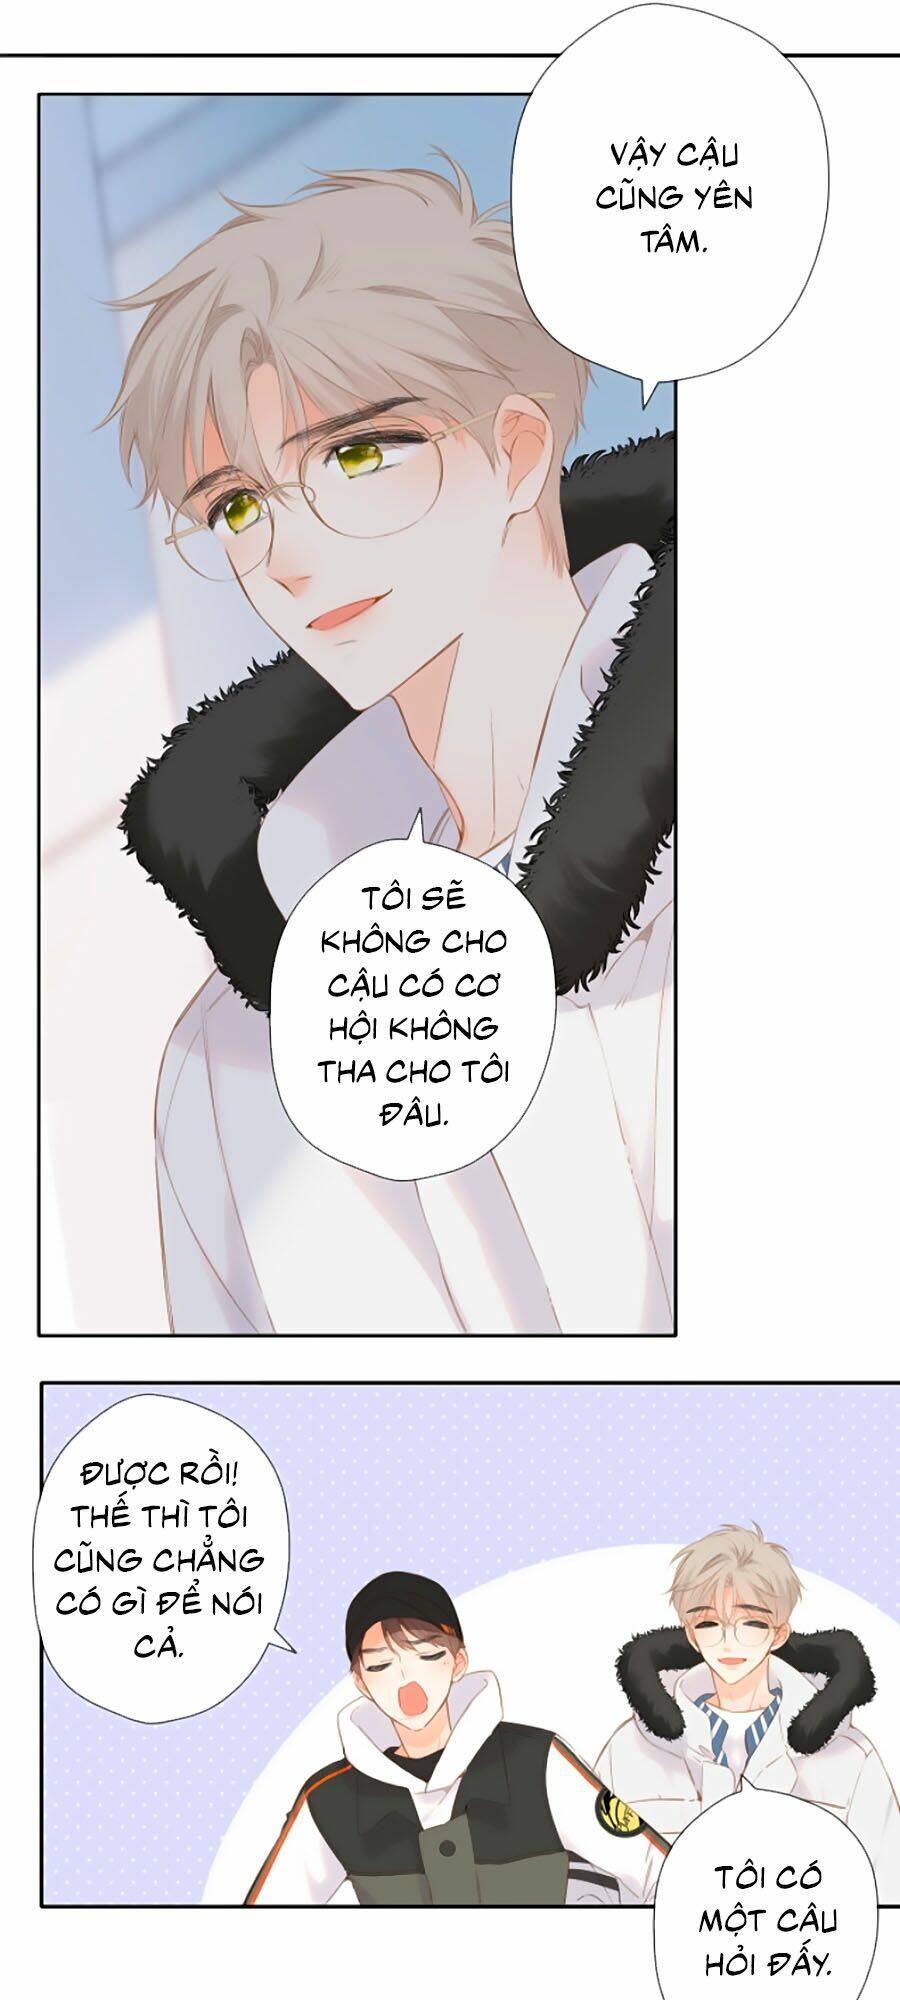 VẬY CẬU
CŨNG YÊN
TÂM.
TÔI SẼ
KHÔNG CHO
CẬU CÓ CƠ
HỘI KHÔNG
THA CHO TÔI
ĐÂU.
ĐƯỢC RỒI!
THẾ THÌ TÔI
CŨNG CHẲNG
CÓ GÌ ĐỂ NÓI
CẢ.
TÔI CÓ
MỘT CÂU
HỎI ĐẤY.